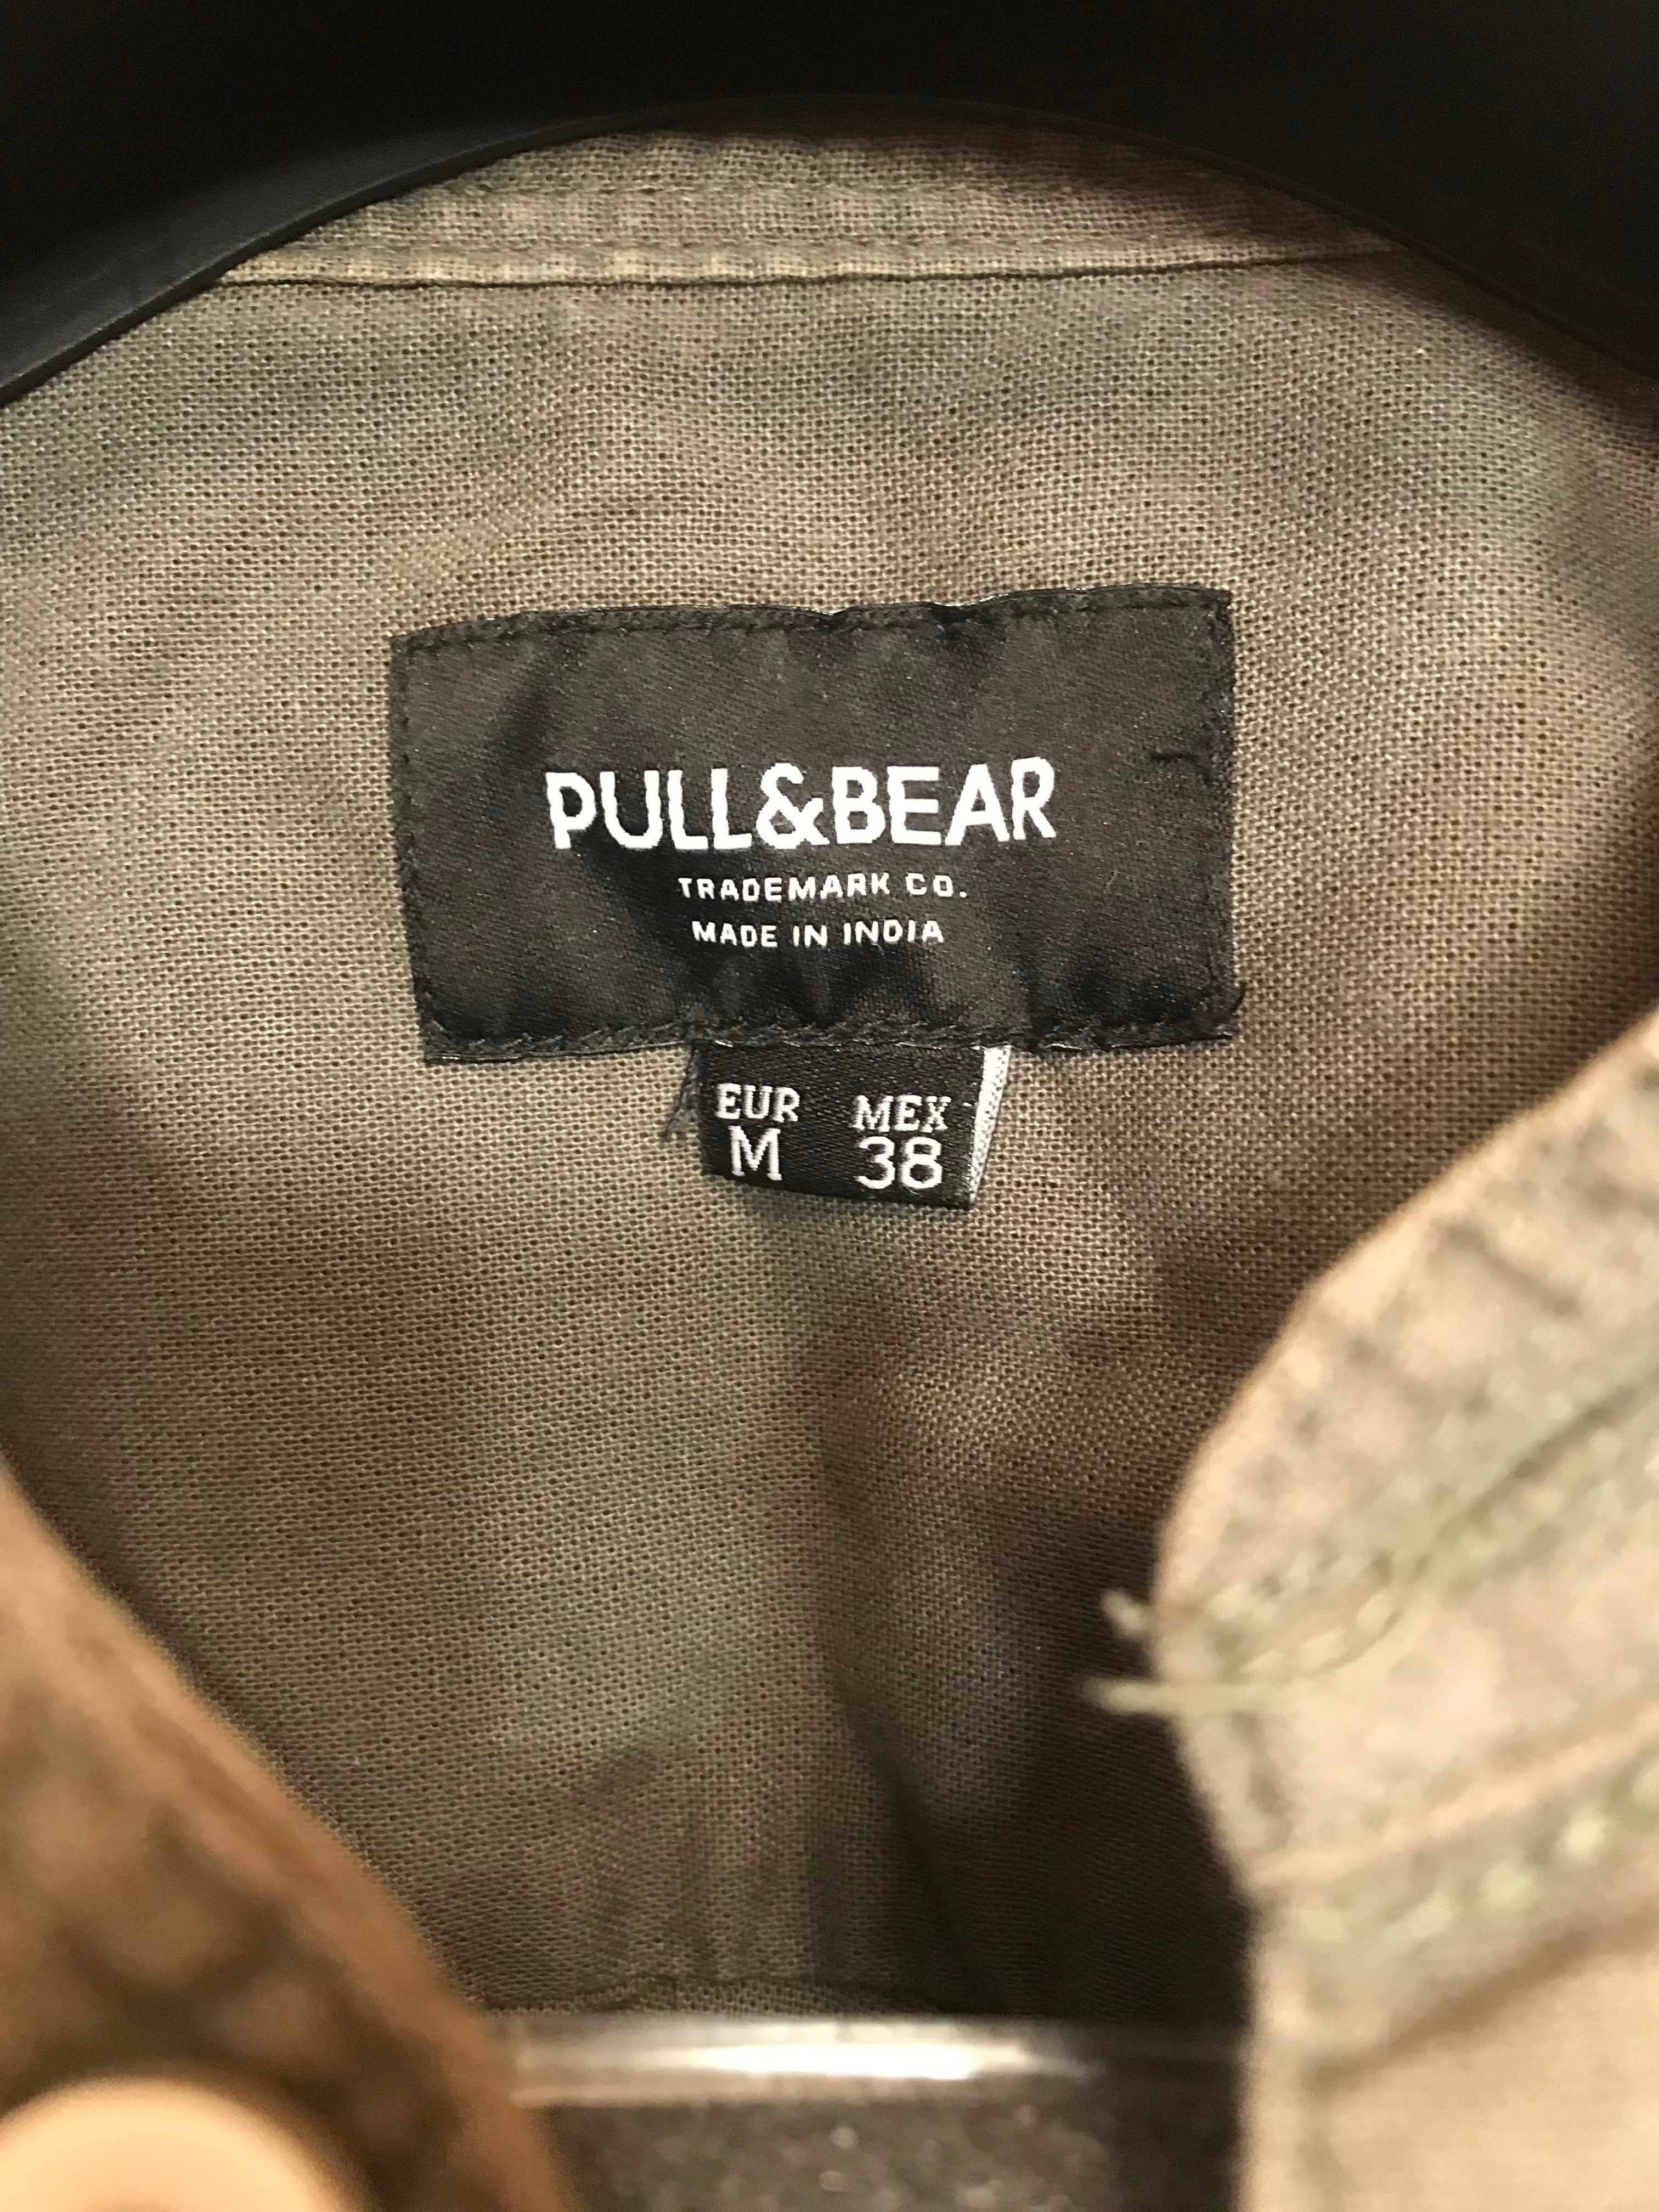 PULL&BEAR
TRADEMARK CO.
MADE IN INDIA
EUR MEX
M 38